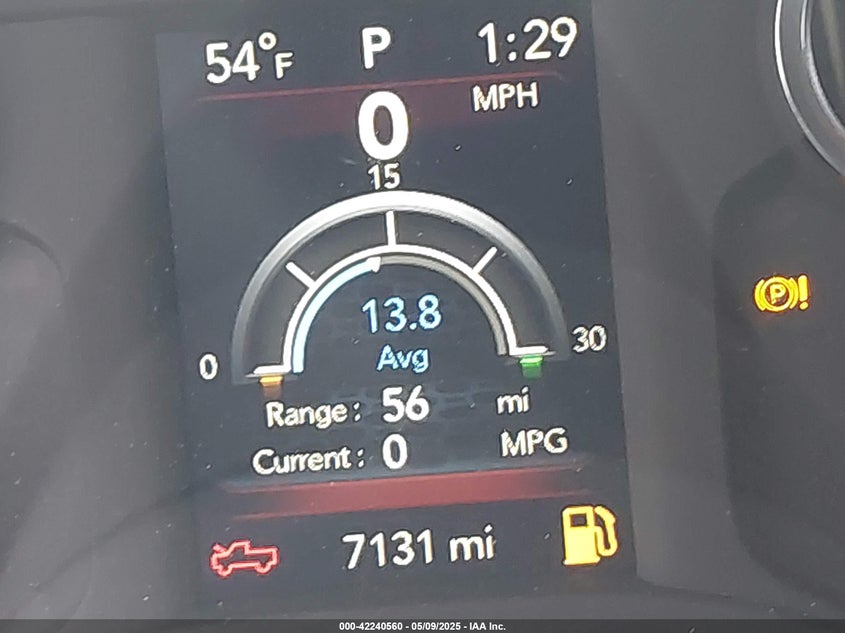 54°F P 1:29
0 MPH
15
13.8
Avg
0 30
Range: 56 mi
Current: 0 MPG
7131 mi
(P)!
000-42240560 - 05/09/2025 - IAA Inc.